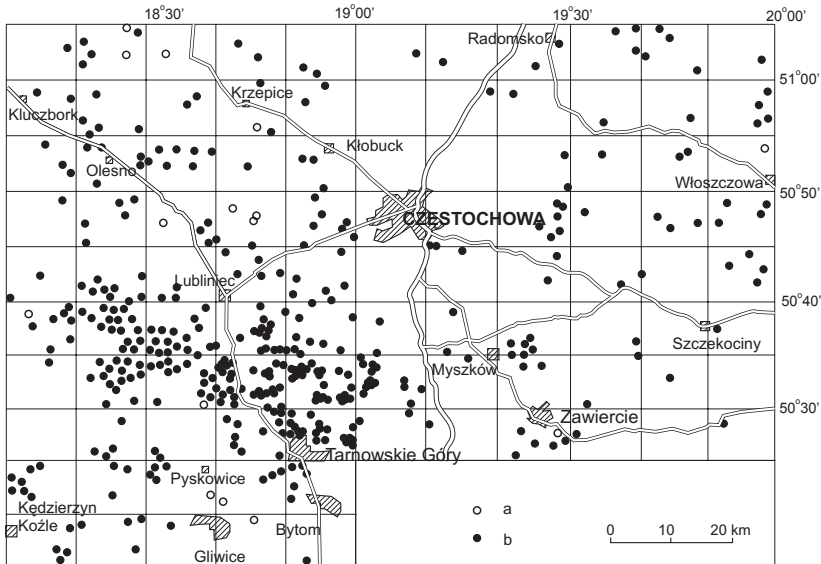 18°30' 19°00' 19°30' 20°00'
Radomsko
51°00'
Krzepice
Kluczbork
Kłobuck
Olesno
Włoszczowa
50°50'
CZĘSTOCHOWA
Lubliniec
50°40'
Szczekociny
Myszków
50°30'
Zawiercie
Tarnowskie Góry
Pyskowice
Kędzierzyn
Koźle
a
Bytom
b
0 10 20 km
Gliwice